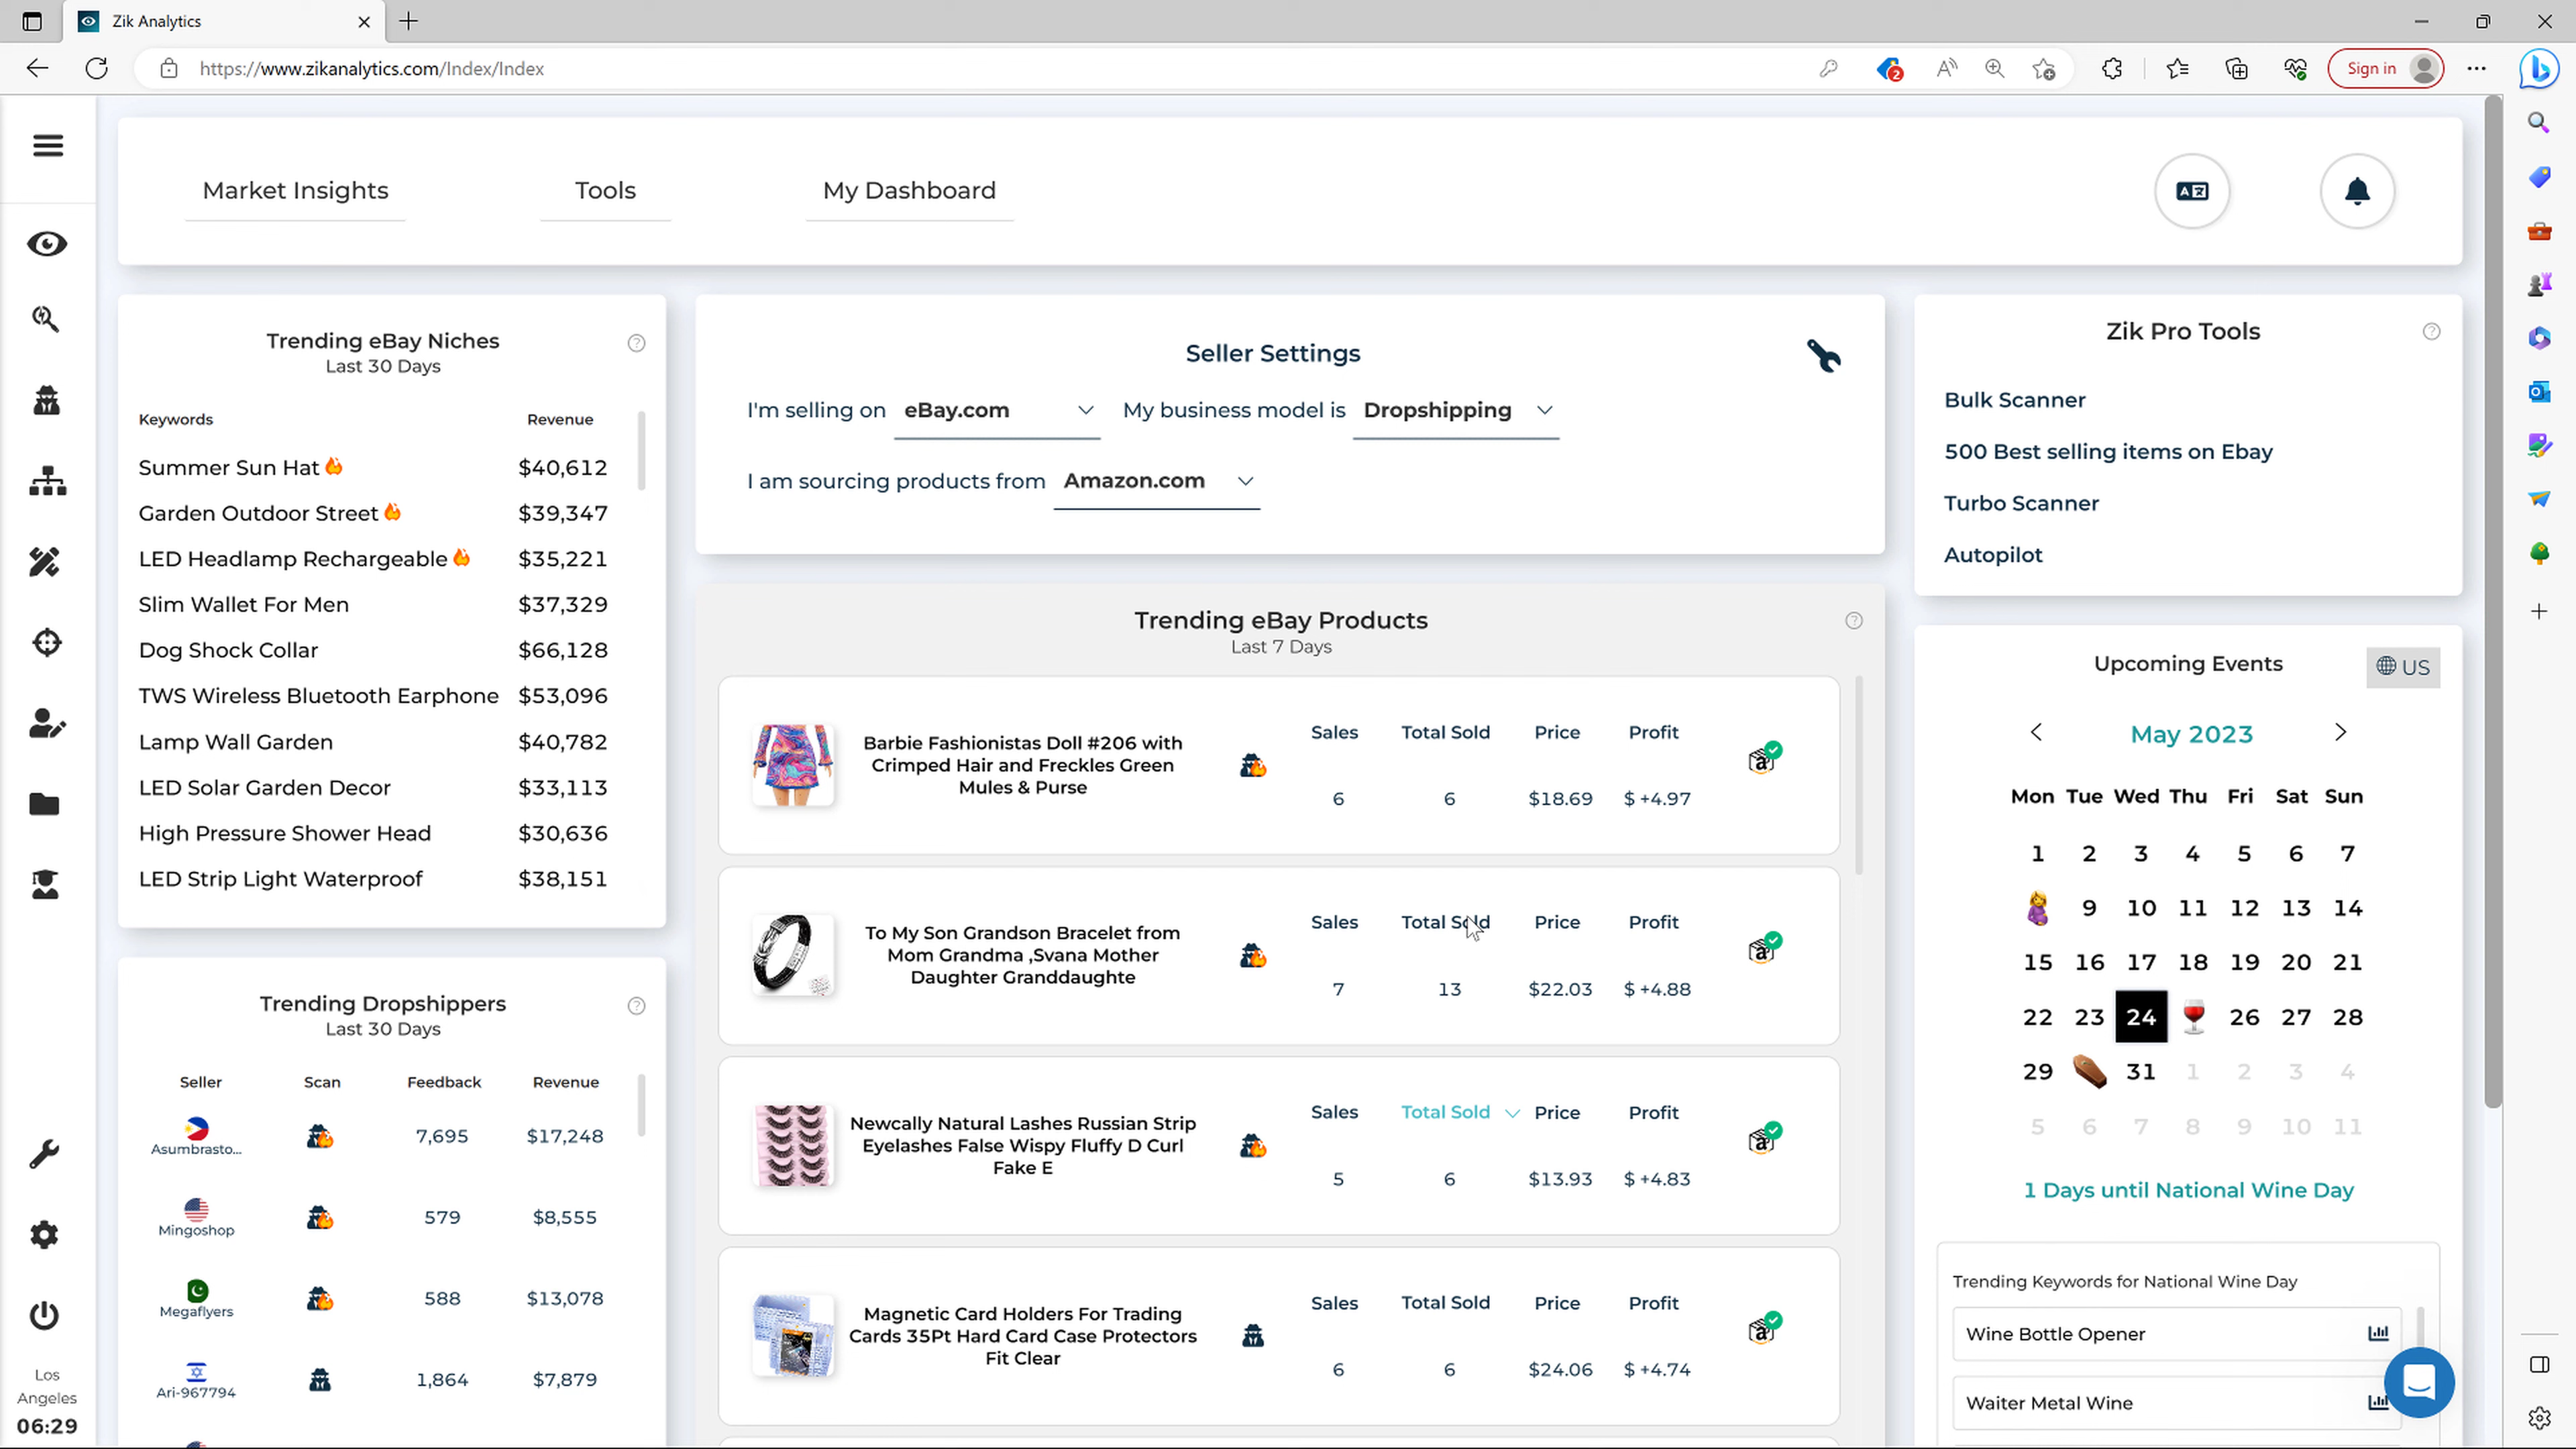 Zik Analytics
https://www.zikanalytics.com/Index/Index
2
Sign in
Market Insights
Tools
My Dashboard
Trending eBay Niches
Last 30 Days
Keywords Revenue
Summer Sun Hat $40,612
Garden Outdoor Street $39,347
LED Headlamp Rechargeable $35,221
Slim Wallet For Men $37,329
Dog Shock Collar $66,128
TWS Wireless Bluetooth Earphone $53,096
Lamp Wall Garden $40,782
LED Solar Garden Decor $33,113
High Pressure Shower Head $30,636
LED Strip Light Waterproof $38,151
Trending Dropshippers
Last 30 Days
Seller Scan Feedback Revenue
Asumbrasto... 7,695 $17,248
Mingoshop 579 $8,555
Megaflyers 588 $13,078
Ari-967794 1,864 $7,879
Los
Angeles
06:29
Seller Settings
I'm selling on eBay.com My business model is Dropshipping
I am sourcing products from Amazon.com
Trending eBay Products
Last 7 Days
Barbie Fashionistas Doll #206 with
Crimped Hair and Freckles Green
Mules & Purse
Sales Total Sold Price Profit
6 6 $18.69 $ +4.97
To My Son Grandson Bracelet from
Mom Grandma ,Svana Mother
Daughter Granddaughte
Sales Total Sold Price Profit
7 13 $22.03 $ +4.88
Newcally Natural Lashes Russian Strip
Eyelashes False Wispy Fluffy D Curl
Fake E
Sales Total Sold Price Profit
5 6 $13.93 $ +4.83
Magnetic Card Holders For Trading
Cards 35Pt Hard Card Case Protectors
Fit Clear
Sales Total Sold Price Profit
6 6 $24.06 $ +4.74
Zik Pro Tools
Bulk Scanner
500 Best selling items on Ebay
Turbo Scanner
Autopilot
Upcoming Events
US
May 2023
Mon Tue Wed Thu Fri Sat Sun
1 2 3 4 5 6 7
9 10 11 12 13 14
15 16 17 18 19 20 21
22 23 24 26 27 28
29 31 1 2 3 4
5 6 7 8 9 10 11
1 Days until National Wine Day
Trending Keywords for National Wine Day
Wine Bottle Opener
Waiter Metal Wine